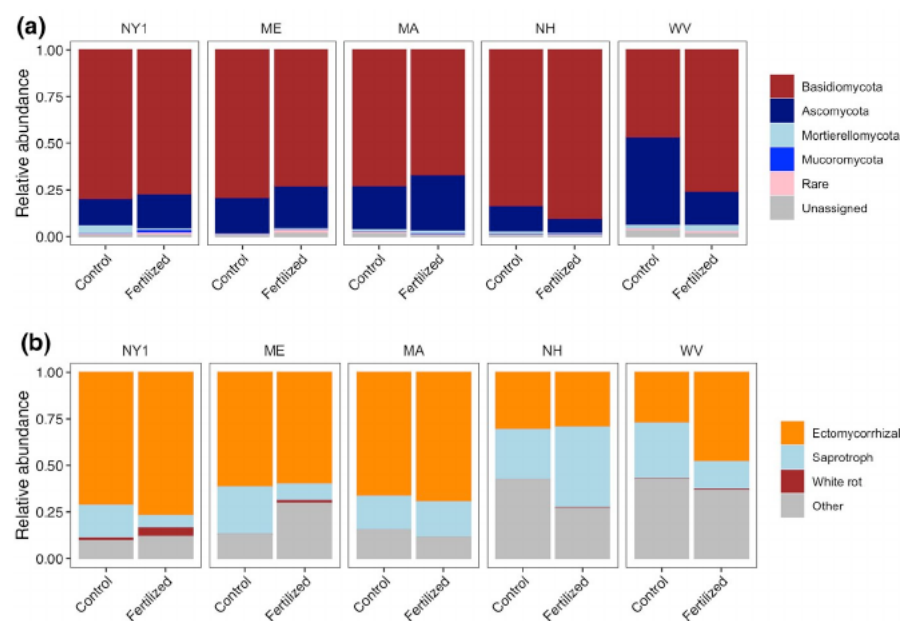 (a)
NY1 ME MA NH WV
Relative abundance
1.00
0.75
0.50
0.25
0.00
Control Fertilized Control Fertilized Control Fertilized Control Fertilized Control Fertilized
Basidiomycota
Ascomycota
Mortierellomycota
Mucoromycota
Rare
Unassigned
(b)
NY1 ME MA NH WV
Relative abundance
1.00
0.75
0.50
0.25
0.00
Control Fertilized Control Fertilized Control Fertilized Control Fertilized Control Fertilized
Ectomycorrhizal
Saprotroph
White rot
Other